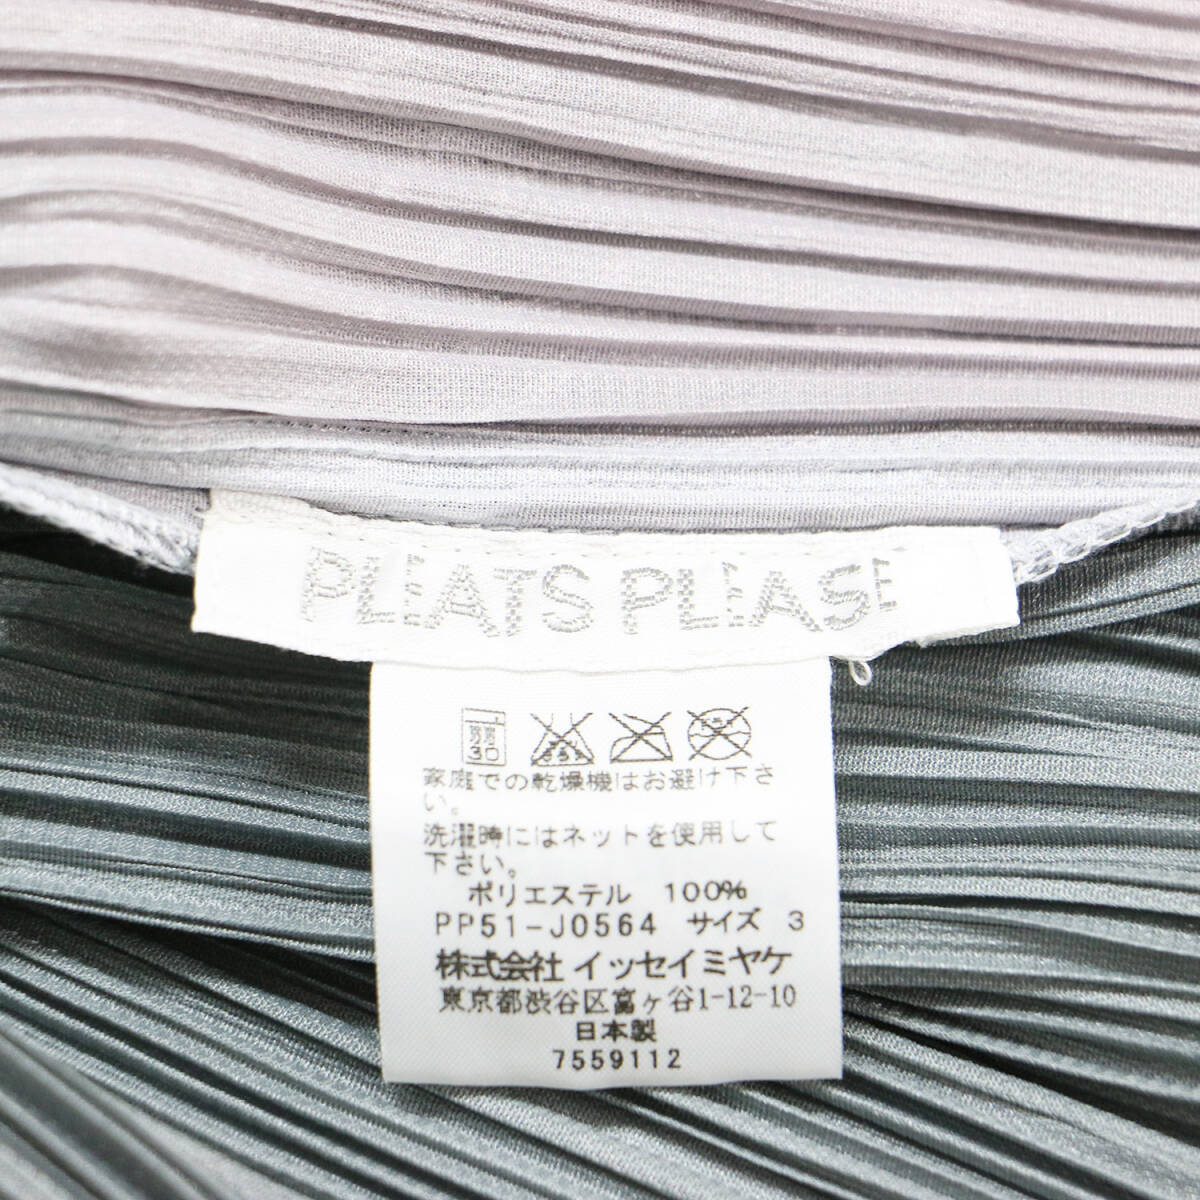 PLEATS PLEASE
30
家庭での乾燥機はお避け下さ
い。
洗濯時にはネットを使用して
下さい。
ポリエステル 100%
PP51-J0564 サイズ 3
株式会社 イッセイミヤケ
東京都渋谷区富ヶ谷1-12-10
日本製
7559112